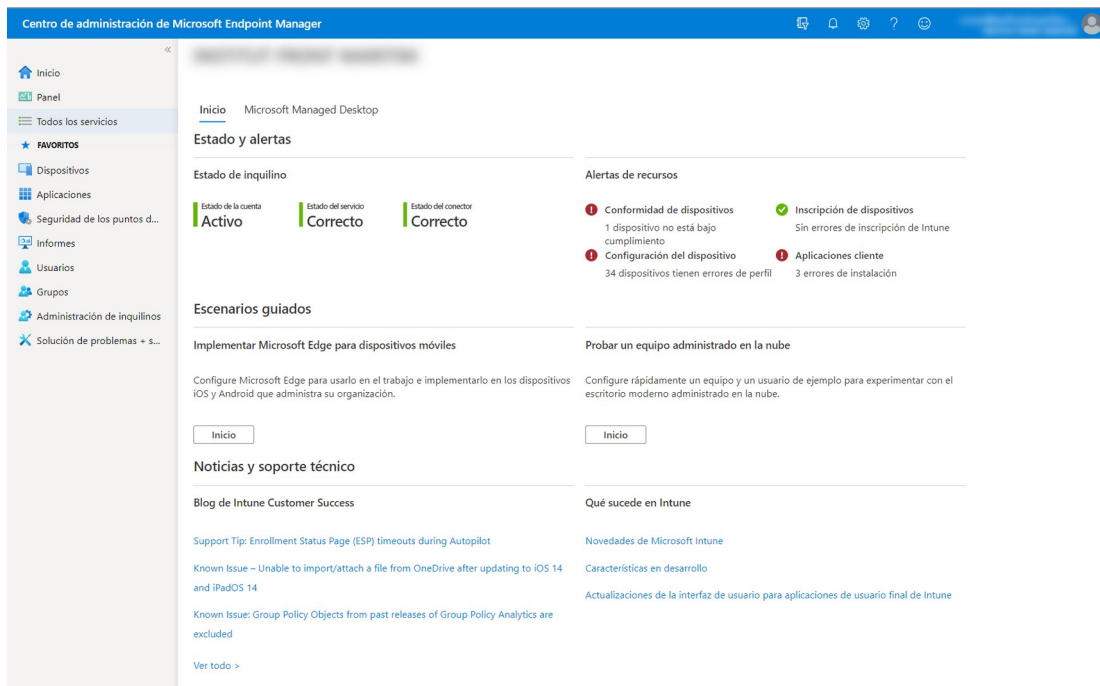 Centro de administración de Microsoft Endpoint Manager
«
Inicio
Panel
Todos los servicios
FAVORITOS
Dispositivos
Aplicaciones
Seguridad de los puntos d...
Informes
Usuarios
Grupos
Administración de inquilinos
Solución de problemas + s...
Inicio Microsoft Managed Desktop
Estado y alertas
Estado de inquilino
Estado de la cuenta
Activo
Estado del servicio
Correcto
Estado del conector
Correcto
Alertas de recursos
Conformidad de dispositivos
1 dispositivo no está bajo
cumplimiento
Inscripción de dispositivos
Sin errores de inscripción de Intune
Configuración del dispositivo
34 dispositivos tienen errores de perfil
Aplicaciones cliente
3 errores de instalación
Escenarios guiados
Implementar Microsoft Edge para dispositivos móviles
Configure Microsoft Edge para usarlo en el trabajo e implementarlo en los dispositivos
iOS y Android que administra su organización.
Inicio
Probar un equipo administrado en la nube
Configure rápidamente un equipo y un usuario de ejemplo para experimentar con el
escritorio moderno administrado en la nube.
Inicio
Noticias y soporte técnico
Blog de Intune Customer Success
Support Tip: Enrollment Status Page (ESP) timeouts during Autopilot
Known Issue – Unable to import/attach a file from OneDrive after updating to iOS 14
and iPadOS 14
Known Issue: Group Policy Objects from past releases of Group Policy Analytics are
excluded
Ver todo >
Qué sucede en Intune
Novedades de Microsoft Intune
Características en desarrollo
Actualizaciones de la interfaz de usuario para aplicaciones de usuario final de Intune